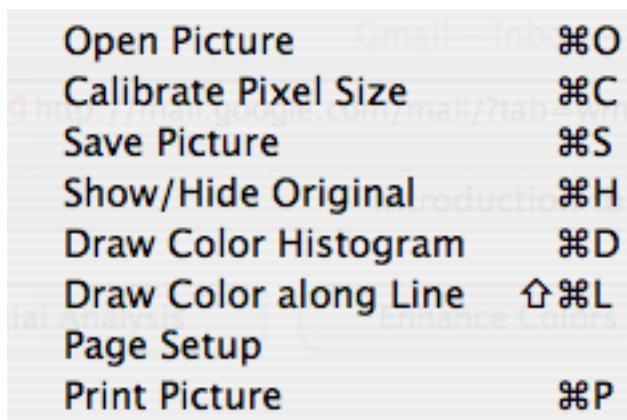 Open Picture ⌘O
Calibrate Pixel Size ⌘C
Save Picture ⌘S
Show/Hide Original ⌘H
Draw Color Histogram ⌘D
Draw Color along Line ⇧⌘L
Page Setup
Print Picture ⌘P